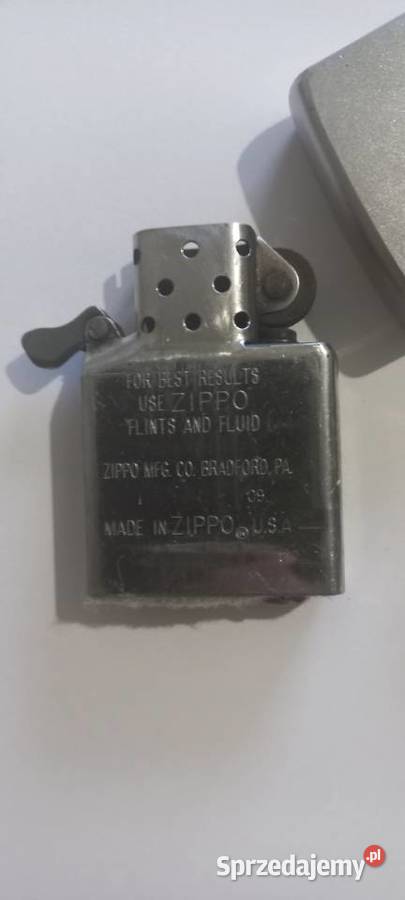 FOR BEST RESULTS
USE ZIPPO
FLINTS AND FLUID
ZIPPO MFG. CO. BRADFORD, PA.
09
MADE IN ZIPPO® U.S.A
Sprzedajemy.pl